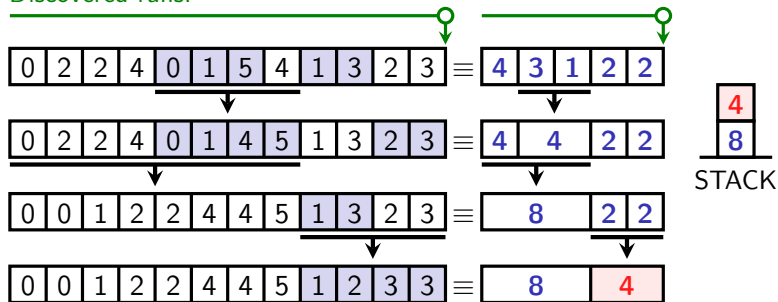 Discovered runs:
0 2 2 4 0 1 5 4 1 3 2 3 ≡ 4 3 1 2 2
0 2 2 4 0 1 4 5 1 3 2 3 ≡ 4 4 2 2
0 0 1 2 2 4 4 5 1 3 2 3 ≡ 8 2 2
0 0 1 2 2 4 4 5 1 2 3 3 ≡ 8 4
4
8
STACK